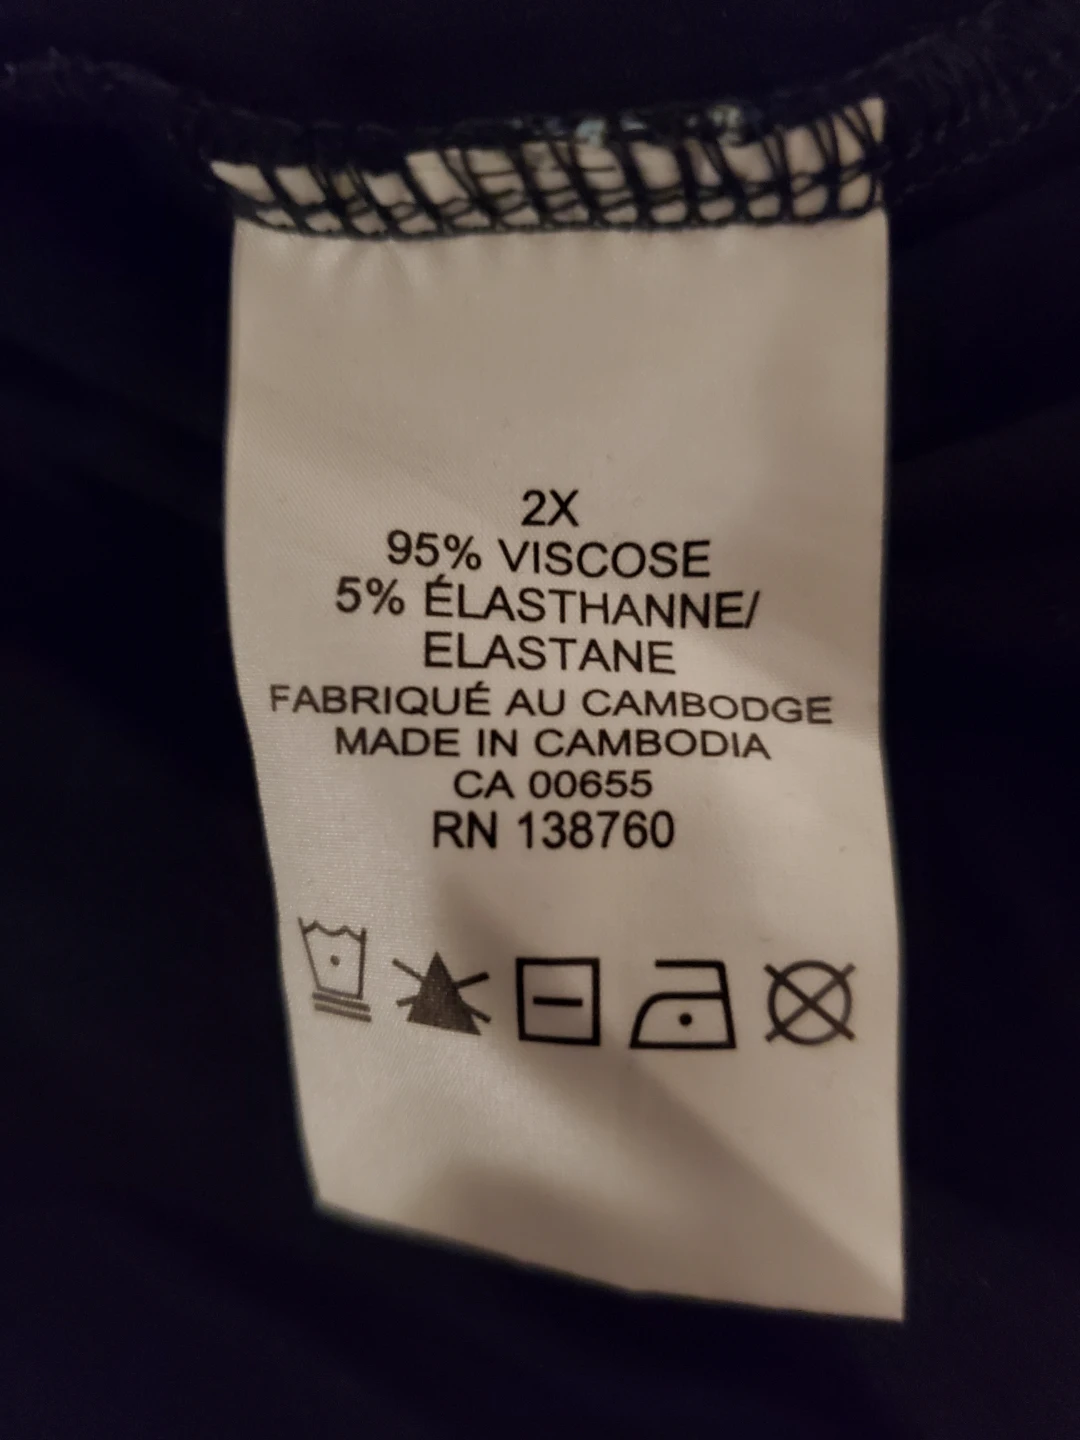 2X
95% VISCOSE
5% ÉLASTHANNE/
ELASTANE
FABRIQUÉ AU CAMBODGE
MADE IN CAMBODIA
CA 00655
RN 138760